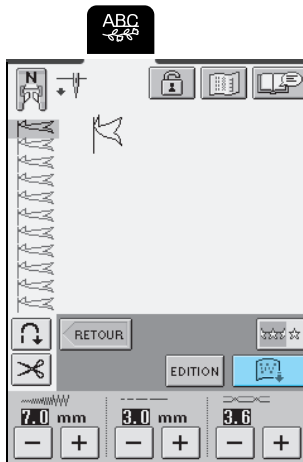 ABC
N
RETOUR
EDITION
7.0 mm 3.0 mm 3.6
− + − + − +